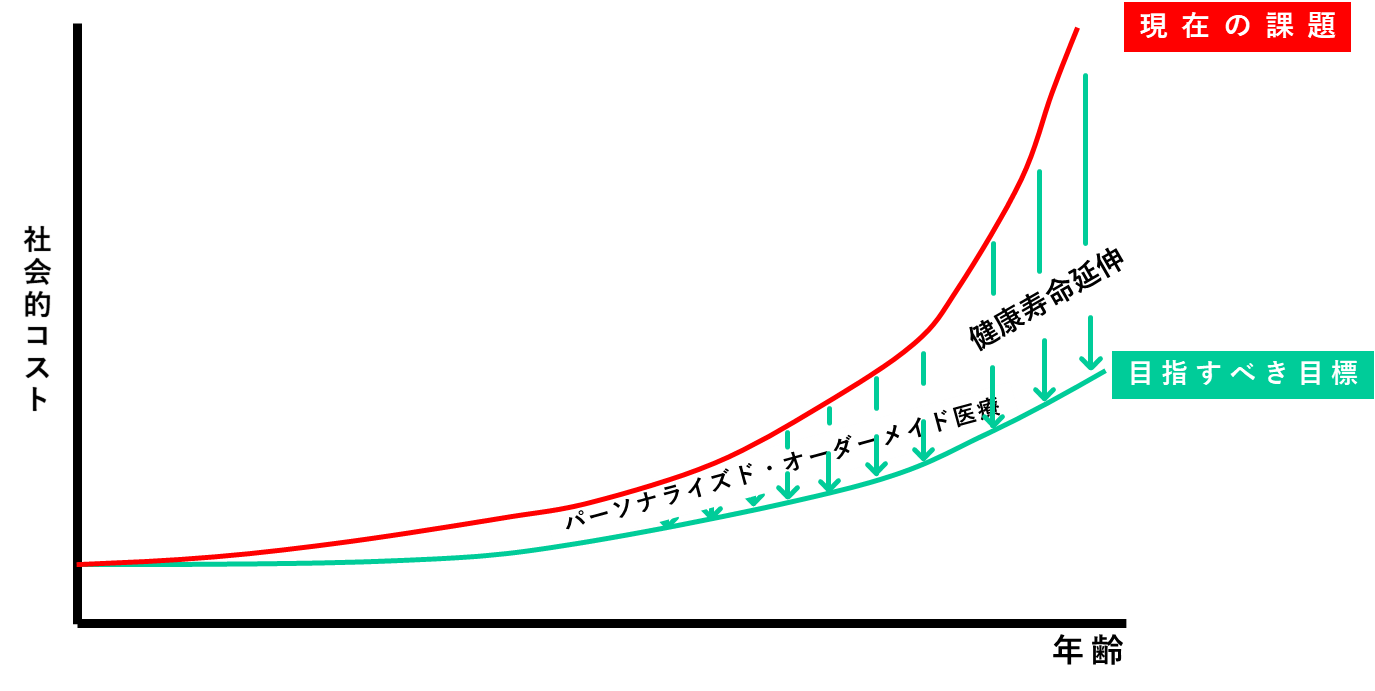 現在の課題
社会的コスト
健康寿命延伸
目指すべき目標
パーソナライズド・オーダーメイド医療
年齢